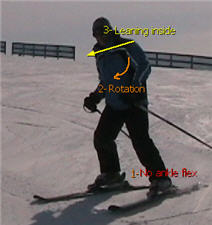 3- Leaning inside
2- Rotation
1-No ankle flex